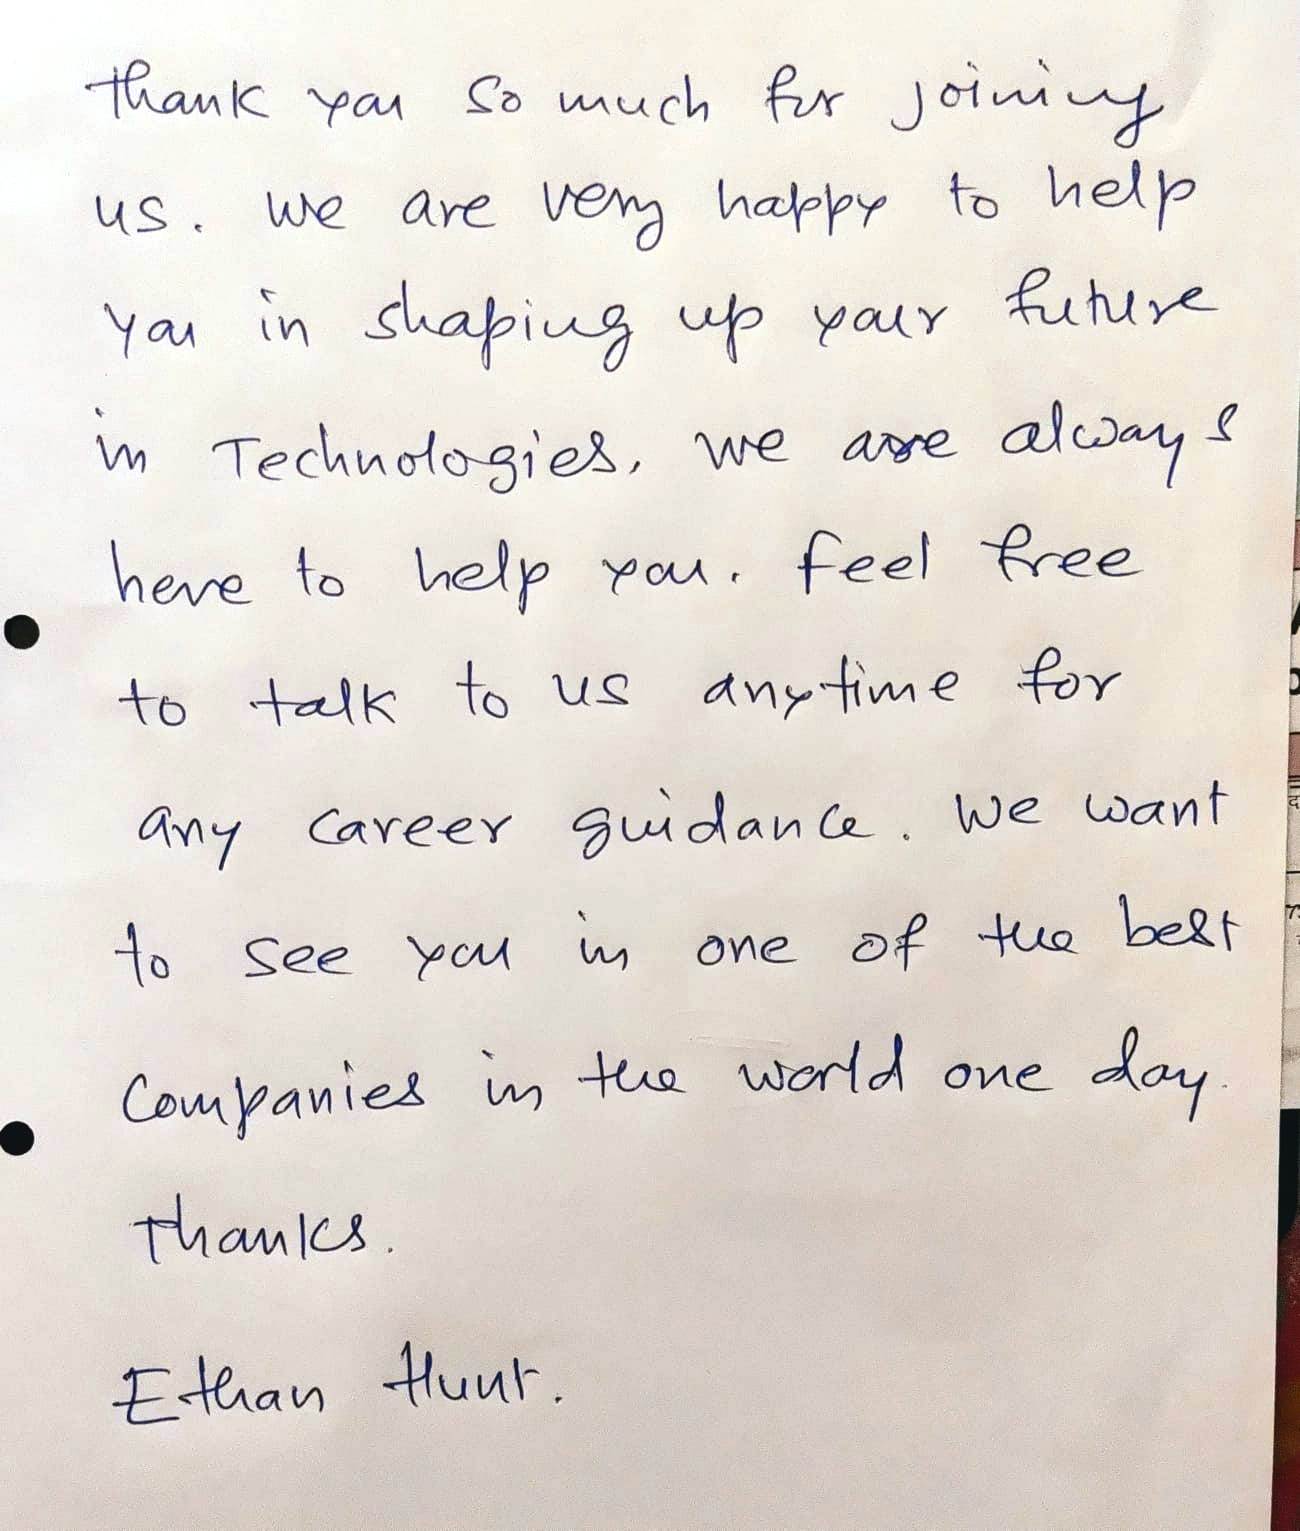 thank you so much for joining
us. we are very happy to help
you in shaping up your future
in Technologies, we are always
here to help you. feel free
to talk to us anytime for
any career guidance. We want
to see you in one of the best
Companies in the world one day.
Thanks.
Ethan Hunt.